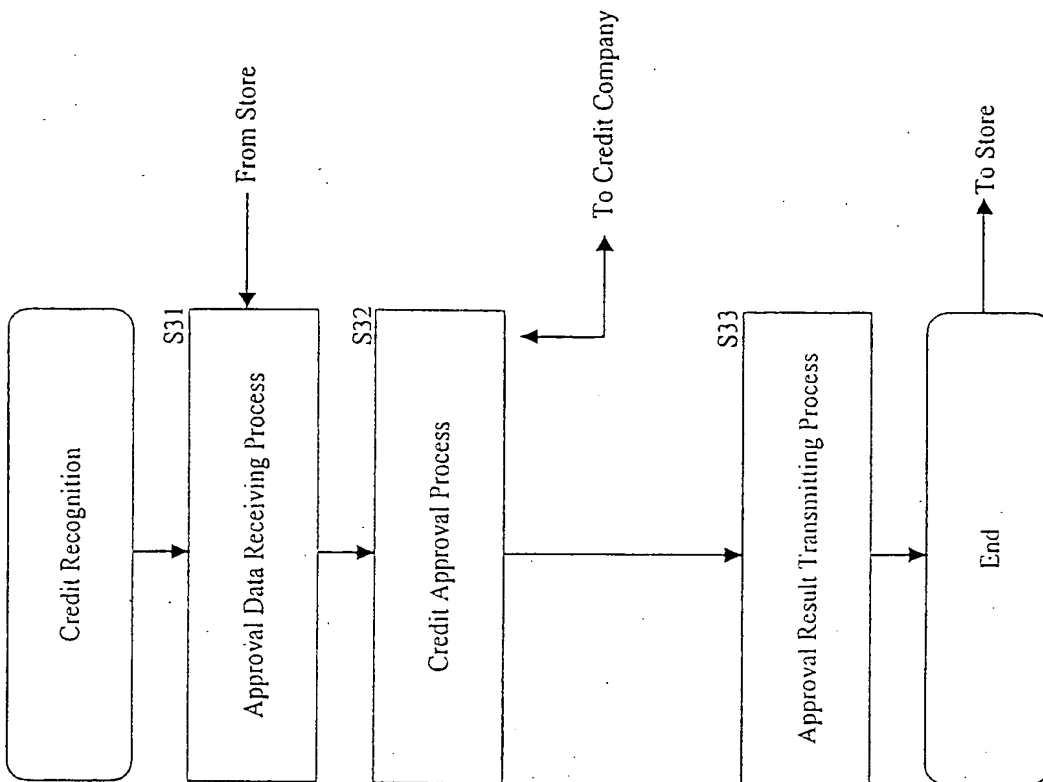 Credit Recognition
S31
Approval Data Receiving Process
From Store
S32
Credit Approval Process
To Credit Company
S33
Approval Result Transmitting Process
End
To Store